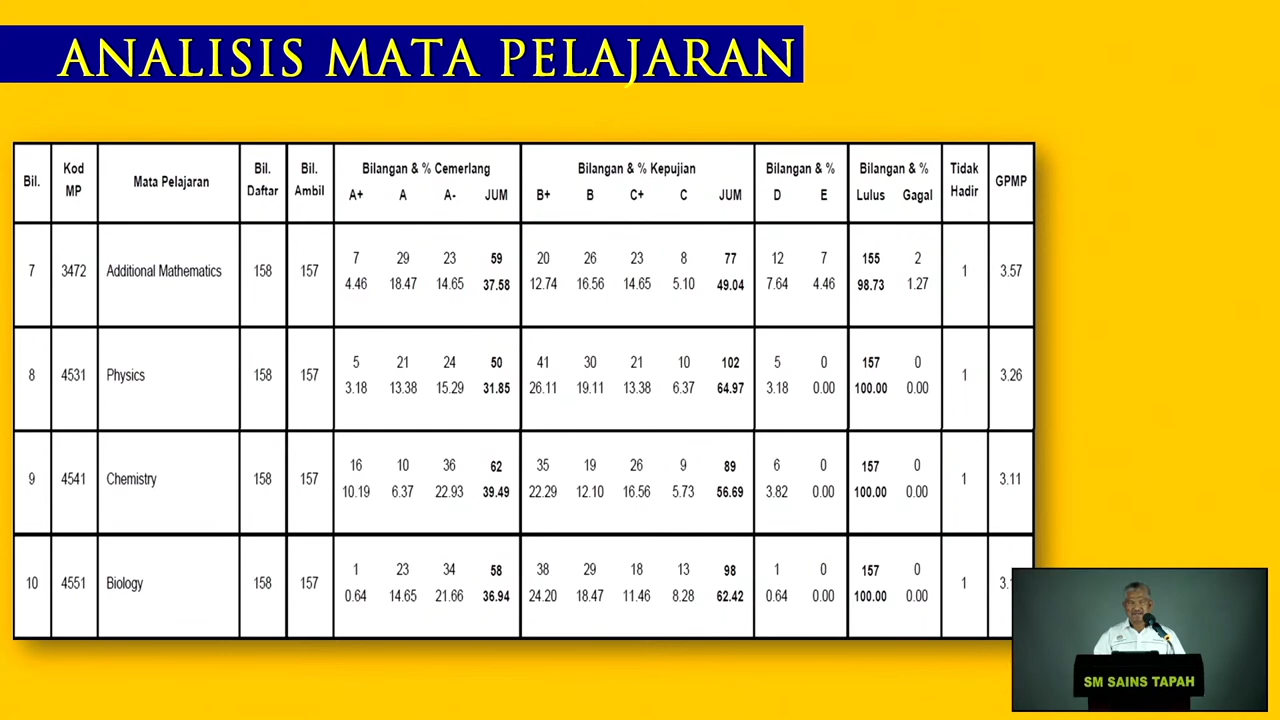 ANALISIS MATA PELAJARAN
Bil. Kod MP Mata Pelajaran Bil. Daftar Bil. Ambil Bilangan & % Cemerlang Bilangan & % Kepujian Bilangan & % Bilangan & % Tidak Hadir GPMP
A+ A A- JUM B+ B C+ C JUM D E Lulus Gagal
7 3472 Additional Mathematics 158 157 7 29 23 59 20 26 23 8 77 12 7 155 2 1 3.57
4.46 18.47 14.65 37.58 12.74 16.56 14.65 5.10 49.04 7.64 4.46 98.73 1.27
8 4531 Physics 158 157 5 21 24 50 41 30 21 10 102 5 0 157 0 1 3.26
3.18 13.38 15.29 31.85 26.11 19.11 13.38 6.37 64.97 3.18 0.00 100.00 0.00
9 4541 Chemistry 158 157 16 10 36 62 35 19 26 9 89 6 0 157 0 1 3.11
10.19 6.37 22.93 39.49 22.29 12.10 16.56 5.73 56.69 3.82 0.00 100.00 0.00
10 4551 Biology 158 157 1 23 34 58 38 29 18 13 98 1 0 157 0 1
0.64 14.65 21.66 36.94 24.20 18.47 11.46 8.28 62.42 0.64 0.00 100.00 0.00
SM SAINS TAPAH